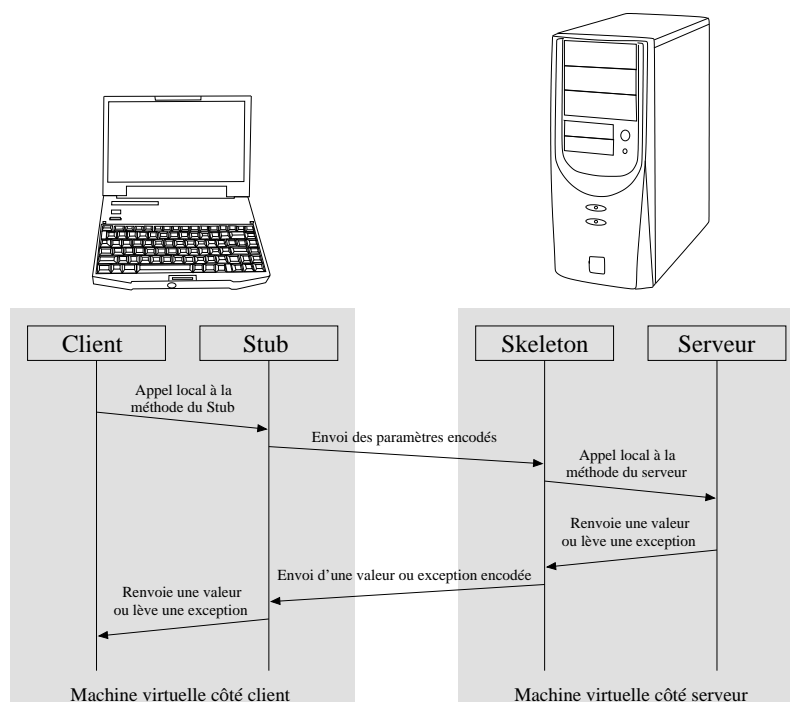 Client
Stub
Skeleton
Serveur
Appel local à la
méthode du Stub
Envoi des paramètres encodés
Appel local à la
méthode du serveur
Renvoie une valeur
ou lève une exception
Envoi d’une valeur ou exception encodée
Renvoie une valeur
ou lève une exception
Machine virtuelle côté client
Machine virtuelle côté serveur